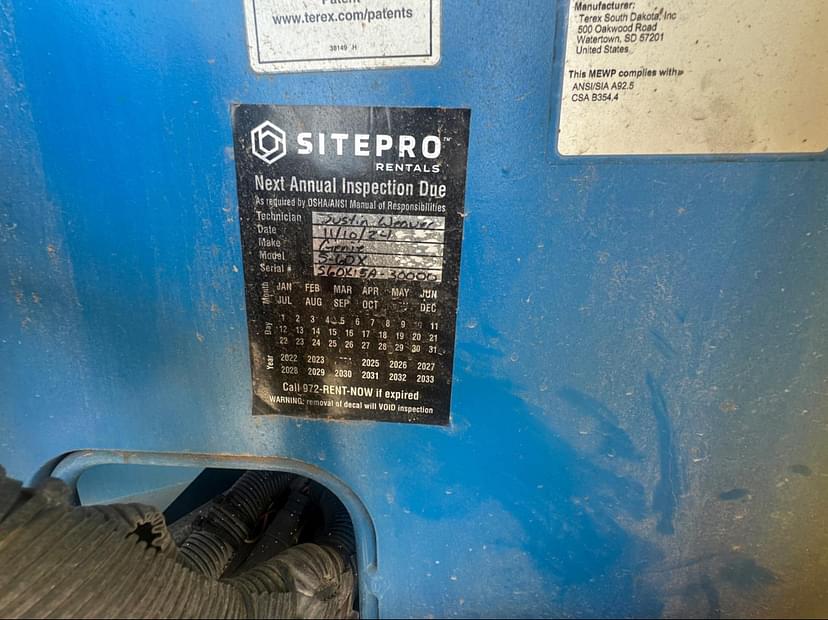 Patent
www.terex.com/patents
38149 H
Manufacturer:
Terex South Dakota, Inc
500 Oakwood Road
Watertown, SD 57201
United States
This MEWP complies with:
ANSI/SIA A92.5
CSA B354.4
SITEPRO™
RENTALS
Next Annual Inspection Due
As required by OSHA/ANSI Manual of Responsibilities
Technician Dustin Weaver
Date 11/10/24
Make Genie
Model S-60X
Serial # S60X15A-30000
Month JAN FEB MAR APR MAY JUN
JUL AUG SEP OCT DEC
Day 1 2 3 4 5 6 7 8 9 11
12 13 14 15 16 17 18 19 20 21
22 23 24 25 26 27 28 29 30 31
Year 2022 2023 2025 2026 2027
2028 2029 2030 2031 2032 2033
Call 972-RENT-NOW if expired
WARNING: removal of decal will VOID inspection